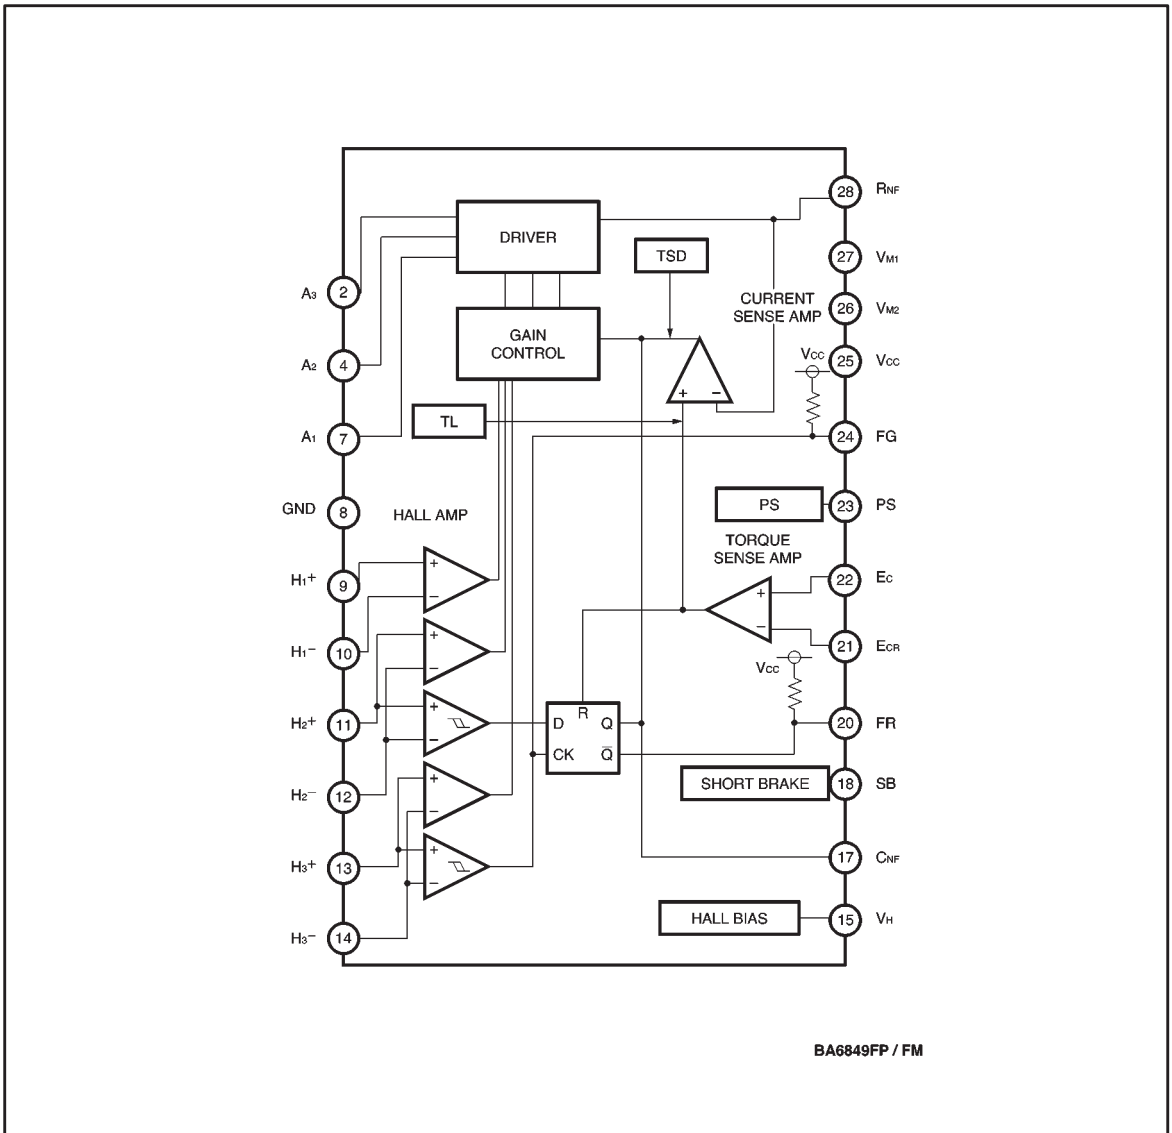 28 RNF
DRIVER
TSD
27 VM1
A3 2
CURRENT
SENSE AMP
26 VM2
GAIN
CONTROL
VCC
25 VCC
A2 4
+ −
TL
A1 7
24 FG
GND 8
HALL AMP
PS
23 PS
TORQUE
SENSE AMP
H1+ 9
+
−
+
−
22 EC
H1− 10
21 ECR
+
−
VCC
H2+ 11
+
−
R
D Q
CK Q̅
20 FR
H2− 12
SHORT BRAKE
18 SB
+
−
H3+ 13
+
−
17 CNF
HALL BIAS
15 VH
H3− 14
BA6849FP / FM